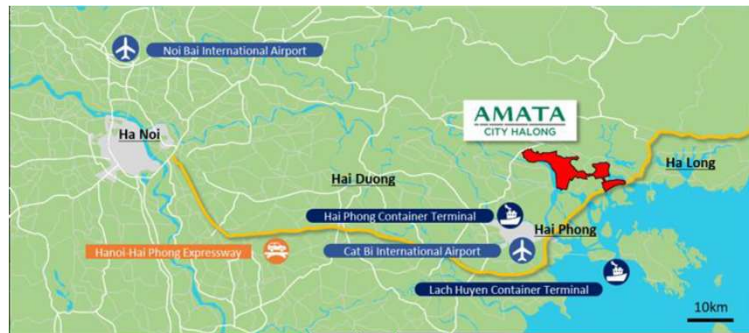 Noi Bai International Airport
AMATA
CITY HALONG
Ha Noi
Ha Long
Hai Duong
Hai Phong Container Terminal
Hai Phong
Hanoi-Hai Phong Expressway
Cat Bi International Airport
Lach Huyen Container Terminal
10km